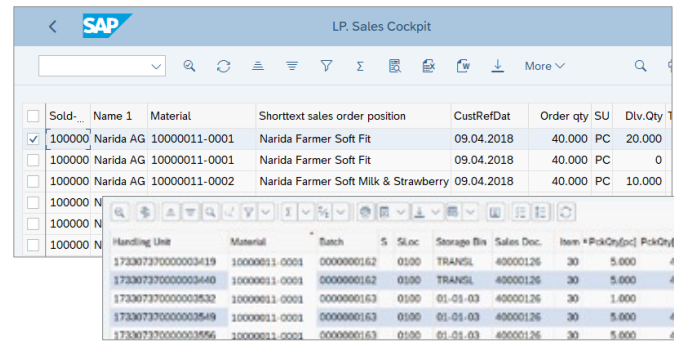 SAP
LP. Sales Cockpit
More
Sold-... Name 1 Material Shorttext sales order position CustRefDat Order qty SU Dlv.Qty T
100000 Narida AG 10000011-0001 Narida Farmer Soft Fit 09.04.2018 40.000 PC 20.000
100000 Narida AG 10000011-0001 Narida Farmer Soft Fit 09.04.2018 40.000 PC 0
100000 Narida AG 10000011-0002 Narida Farmer Soft Milk & Strawberry 09.04.2018 40.000 PC 10.000
100000 N
100000 N
100000 N
Handling Unit Material Batch S SLoc Storage Bin Sales Doc. Item PckQty[pc] PckQty[
173307370000003419 10000011-0001 0000000162 0100 TRANSL 40000126 30 5.000 4
173307370000003440 10000011-0001 0000000162 0100 TRANSL 40000126 30 5.000 4
173307370000003532 10000011-0001 0000000163 0100 01-01-03 40000126 30 1.000
173307370000003549 10000011-0001 0000000163 0100 01-01-03 40000126 30 5.000 4
173307370000003556 10000011-0001 0000000163 0100 01-01-03 40000126 30 5.000 4